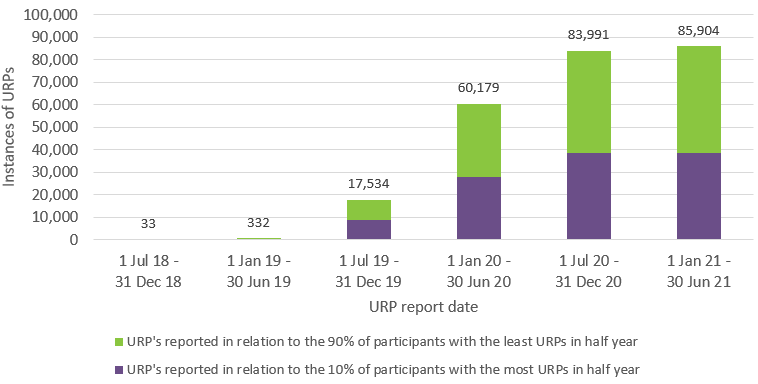 100,000
90,000
80,000
70,000
60,000
50,000
40,000
30,000
20,000
10,000
0
Instances of URPs
33
332
17,534
60,179
83,991
85,904
1 Jul 18 -
31 Dec 18
1 Jan 19 -
30 Jun 19
1 Jul 19 -
31 Dec 19
1 Jan 20 -
30 Jun 20
1 Jul 20 -
31 Dec 20
1 Jan 21 -
30 Jun 21
URP report date
URP's reported in relation to the 90% of participants with the least URPs in half year
URP's reported in relation to the 10% of participants with the most URPs in half year